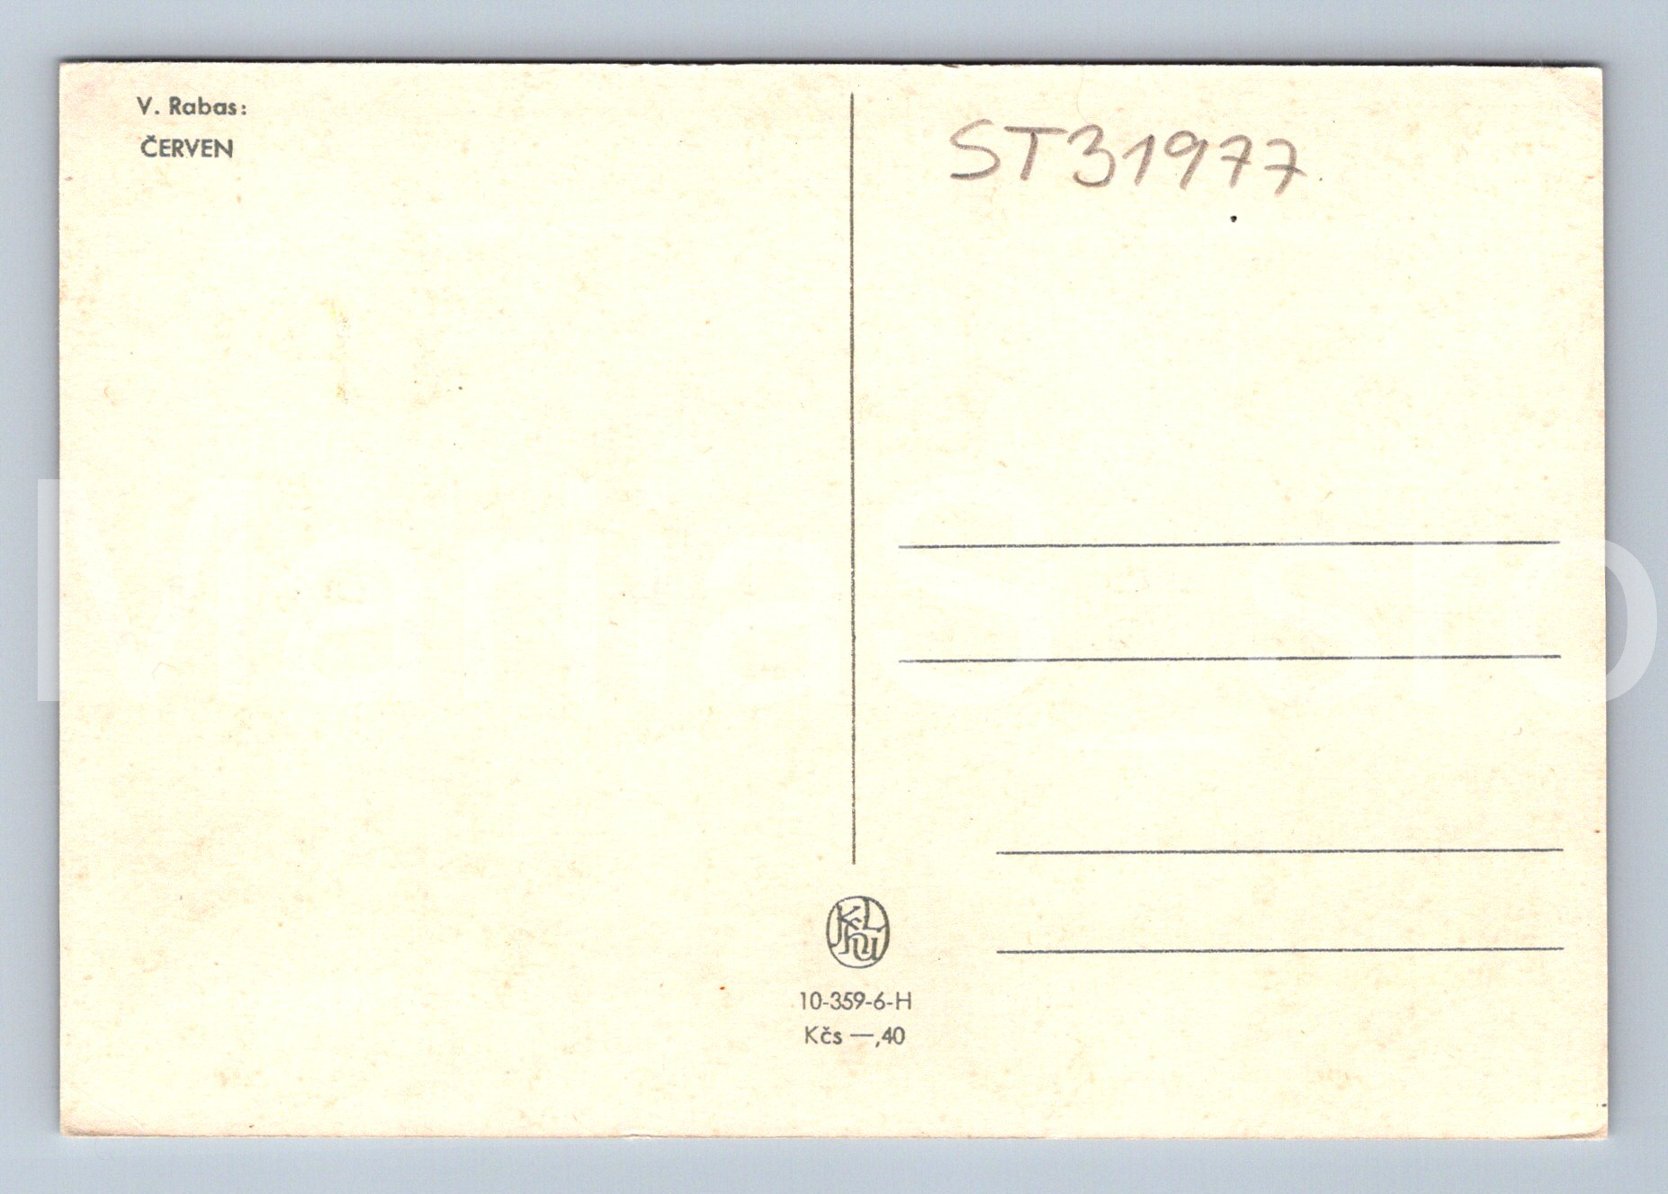 V. Rabas:
ČERVEN
ST31977
10-359-6-H
Kčs —,40